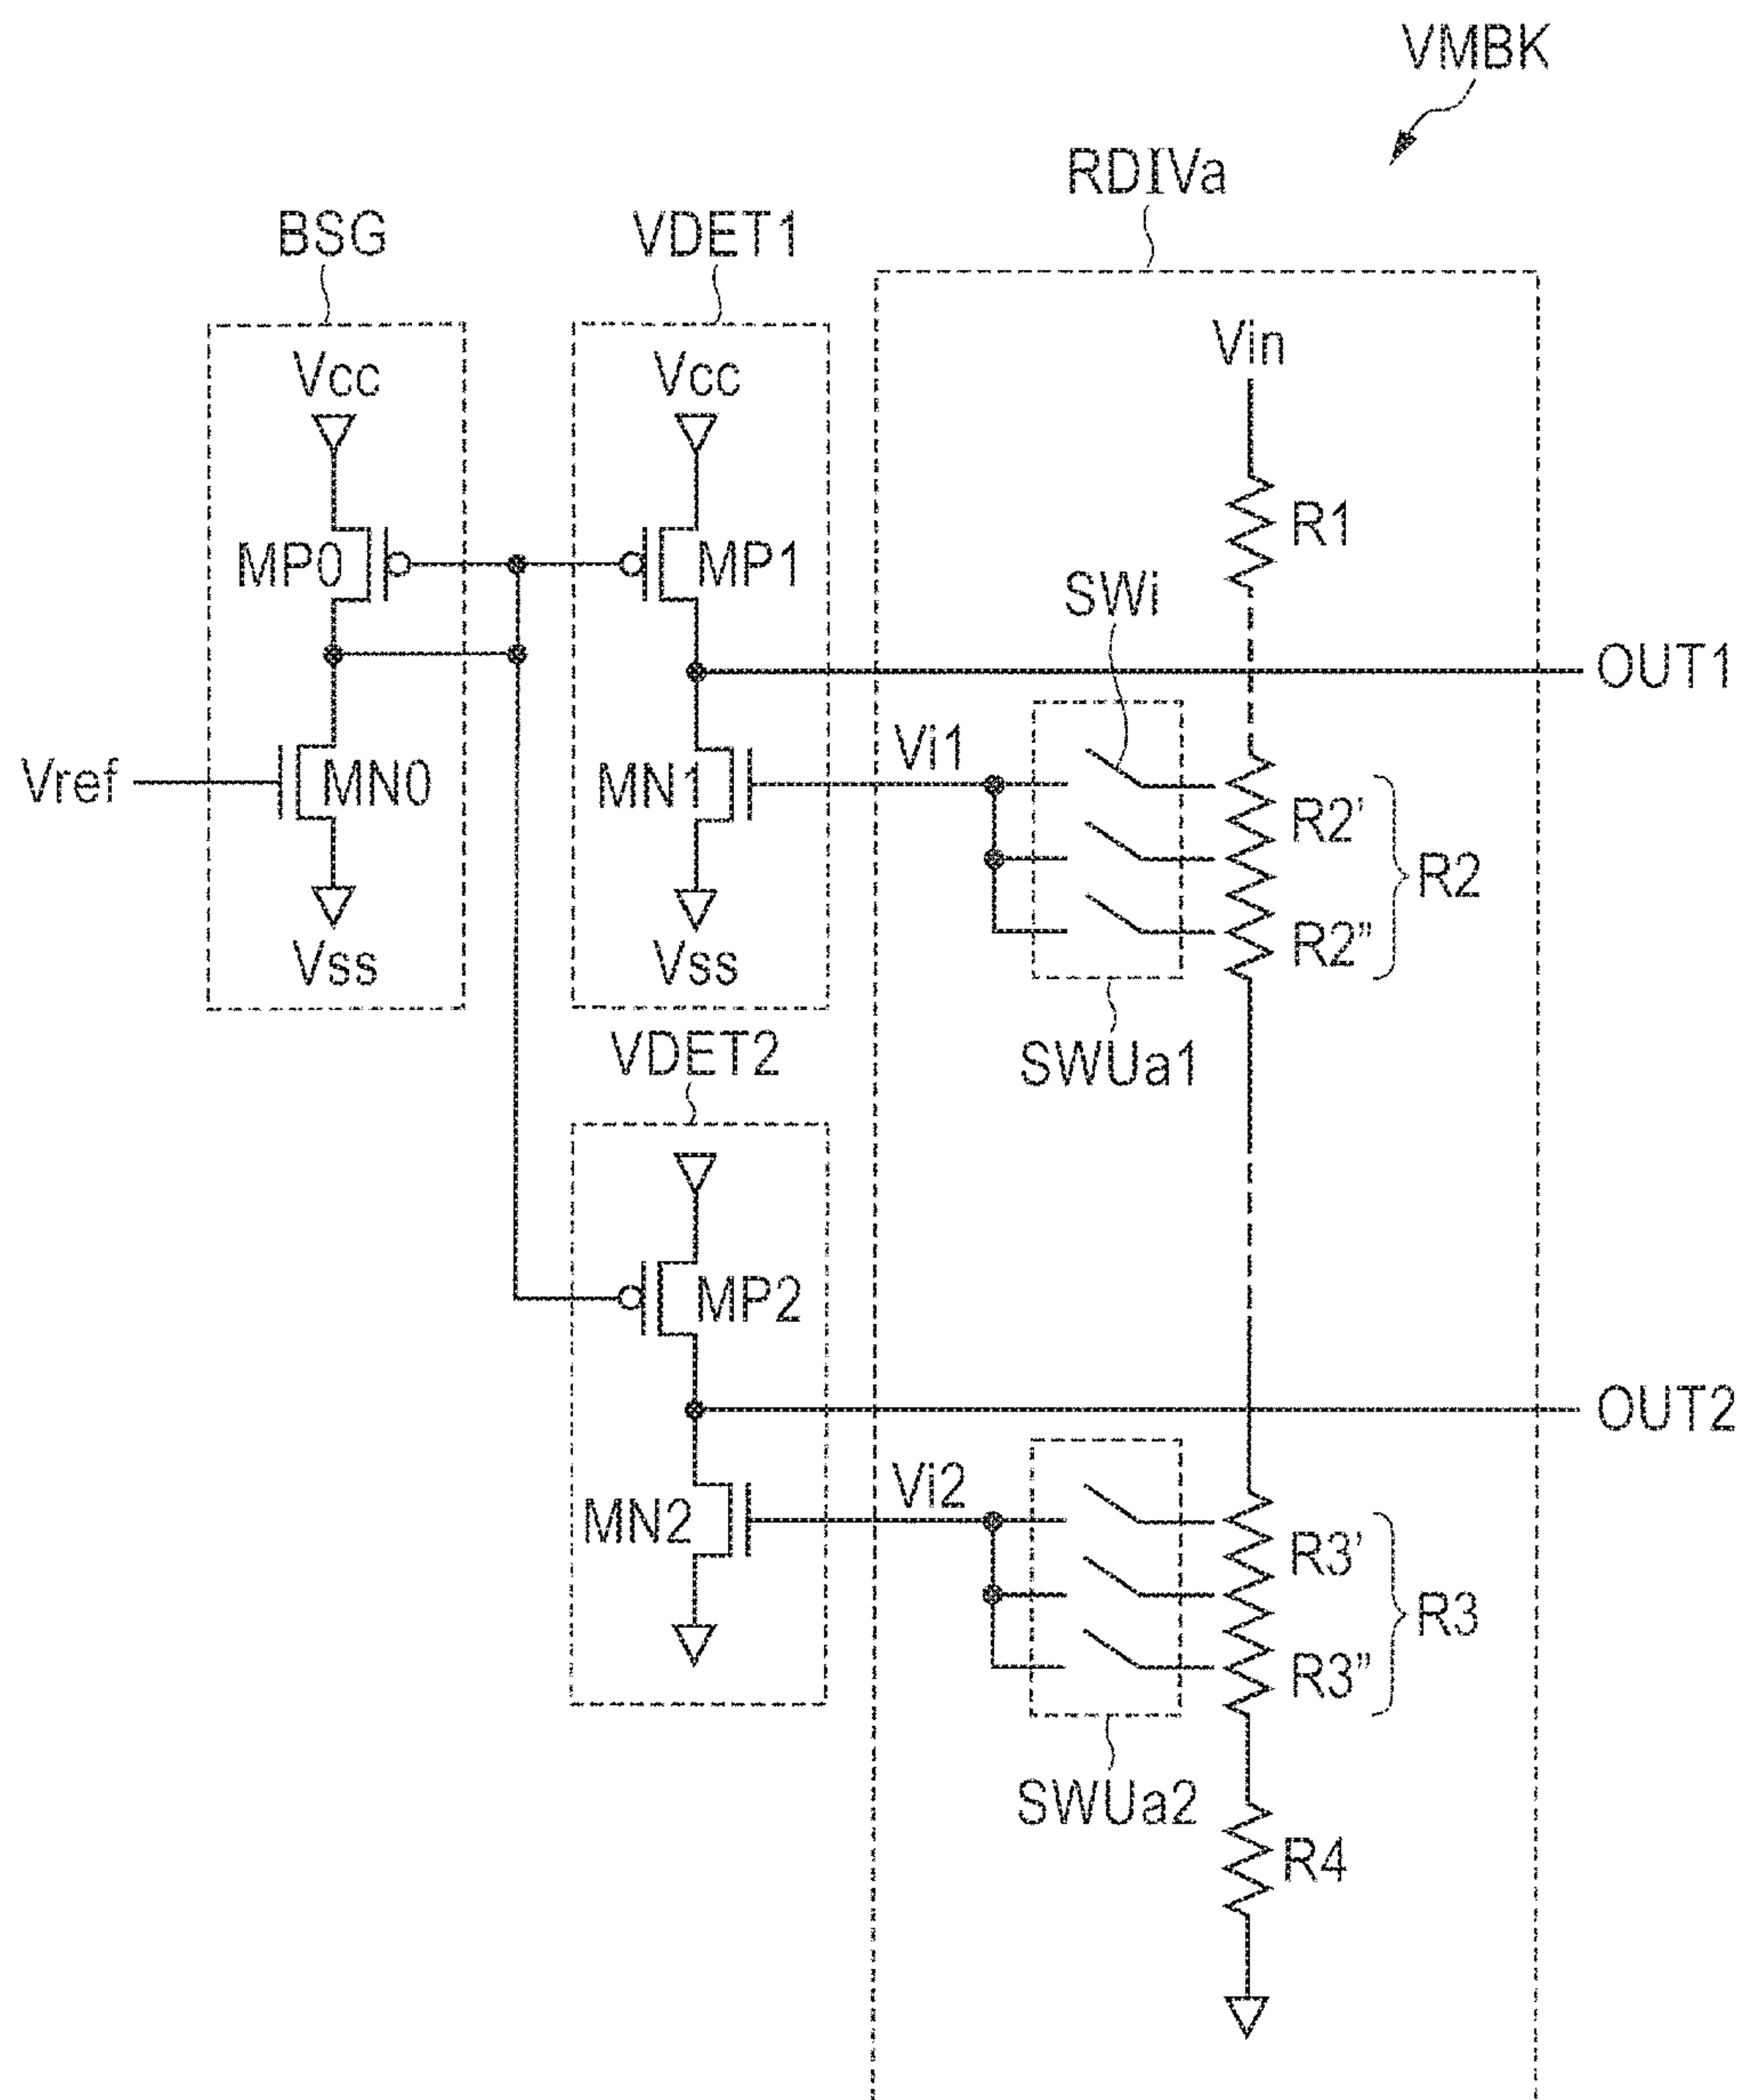 VMBK
RDIVa
BSG
VDET1
Vcc
Vcc
Vin
MP0
MP1
R1
SWi
OUT1
Vref
MN0
MN1
Vi1
R2'
R2
R2”
Vss
Vss
SWUa1
VDET2
MP2
OUT2
Vi2
MN2
R3'
R3
R3”
SWUa2
R4